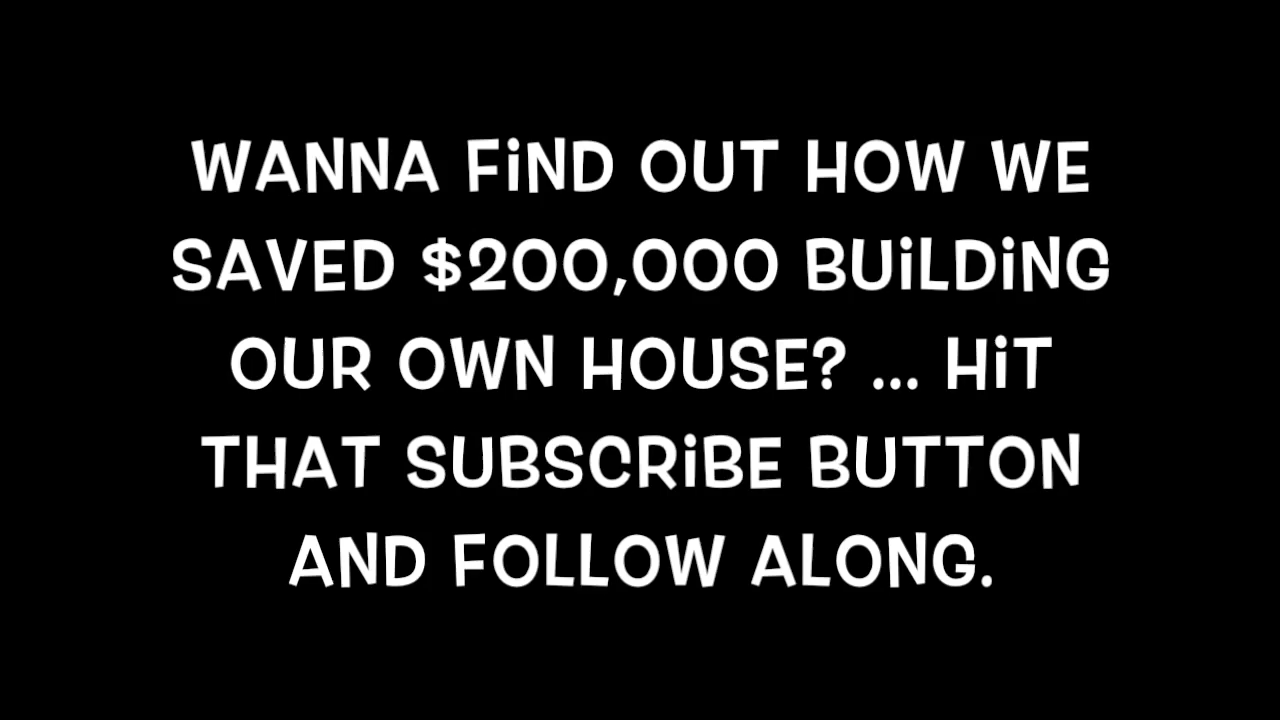 WANNA FiND OUT HOW WE
SAVED $200,000 BUiLDiNG
OUR OWN HOUSE? ... HiT
THAT SUBSCRiBE BUTTON
AND FOLLOW ALONG.